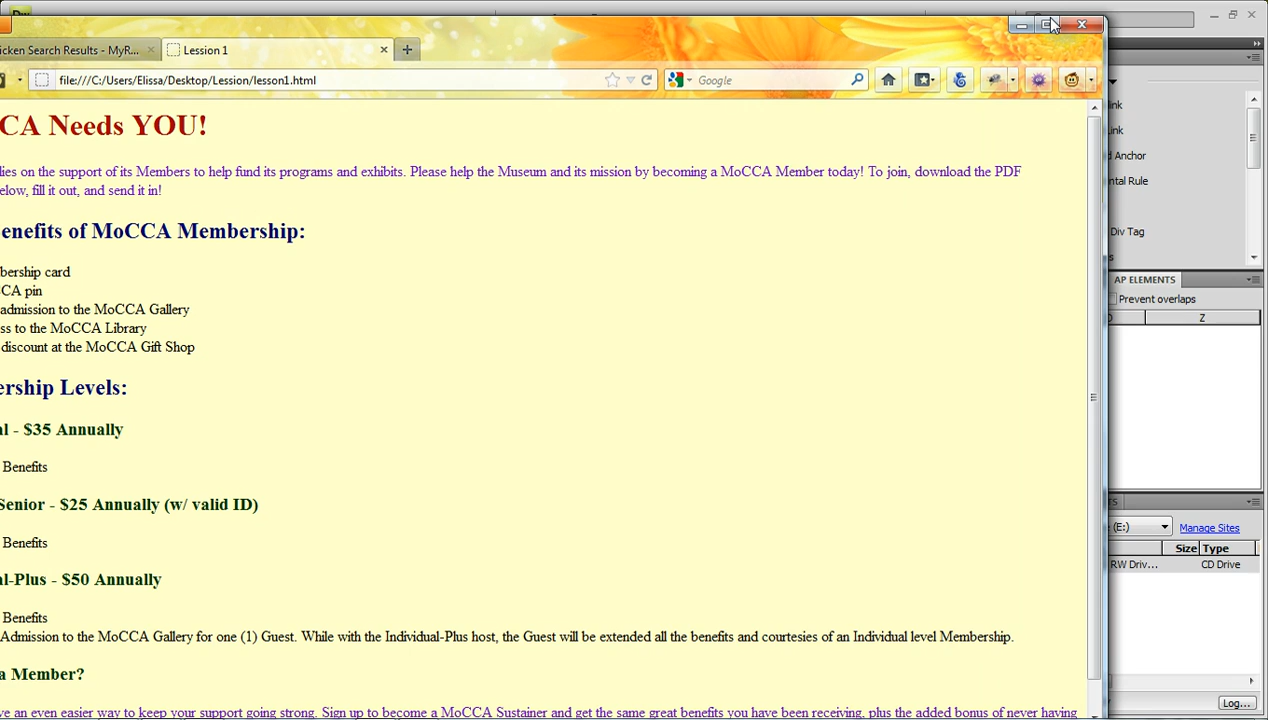 Dw
icken Search Results - MyR...
Lession 1
file:///C:/Users/Elissa/Desktop/Lession/lesson1.html
Google
CCA Needs YOU!
lies on the support of its Members to help fund its programs and exhibits. Please help the Museum and its mission by becoming a MoCCA Member today! To join, download the PDF
elow, fill it out, and send it in!
enefits of MoCCA Membership:
bership card
CCA pin
admission to the MoCCA Gallery
ss to the MoCCA Library
discount at the MoCCA Gift Shop
ership Levels:
al - $35 Annually
Benefits
Senior - $25 Annually (w/ valid ID)
Benefits
al-Plus - $50 Annually
Benefits
Admission to the MoCCA Gallery for one (1) Guest. While with the Individual-Plus host, the Guest will be extended all the benefits and courtesies of an Individual level Membership.
a Member?
ve an even easier way to keep your support going strong. Sign up to become a MoCCA Sustainer and get the same great benefits you have been receiving, plus the added bonus of never having
link
ink
d Anchor
ntal Rule
Div Tag
s
AP ELEMENTS
Prevent overlaps
D
Z
TS
(E:)
Manage Sites
Size Type
RW Driv... CD Drive
Log...